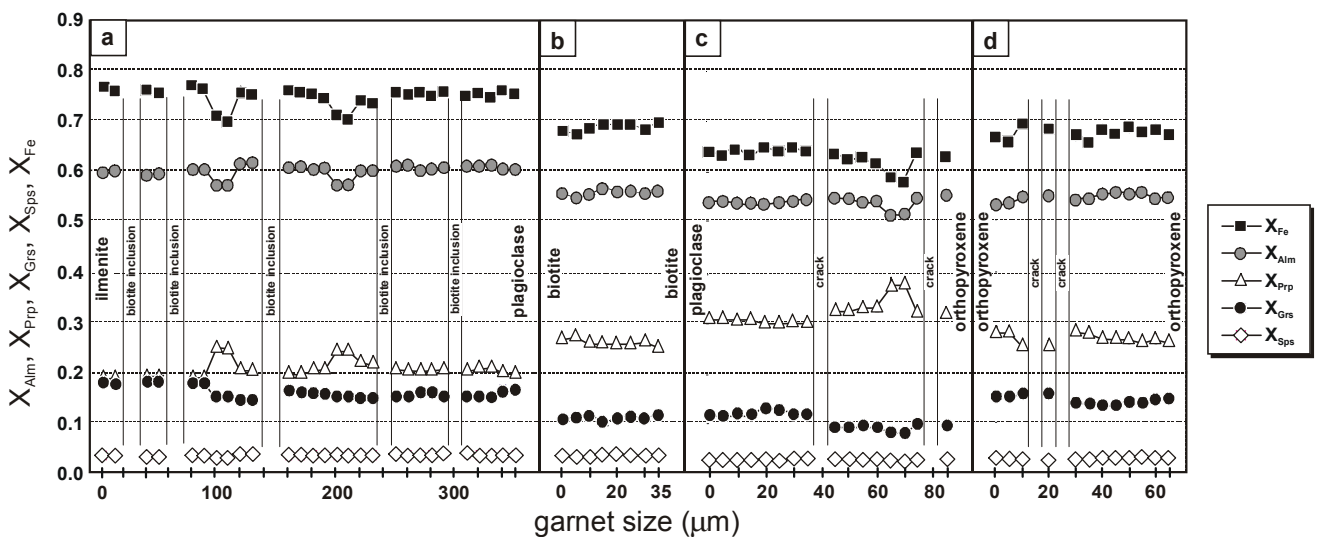 X_Alm, X_Prp, X_Grs, X_Sps, X_Fe
0.9
0.8
0.7
0.6
0.5
0.4
0.3
0.2
0.1
0.0
a
ilmenite
biotite inclusion
biotite inclusion
biotite inclusion
biotite inclusion
biotite inclusion
plagioclase
0 100 200 300
b
biotite
biotite
0 20 35
c
plagioclase
crack
crack
orthopyroxene
0 20 40 60 80
d
orthopyroxene
crack
crack
orthopyroxene
0 20 40 60
garnet size (μm)
X_Fe
X_Alm
X_Prp
X_Grs
X_Sps